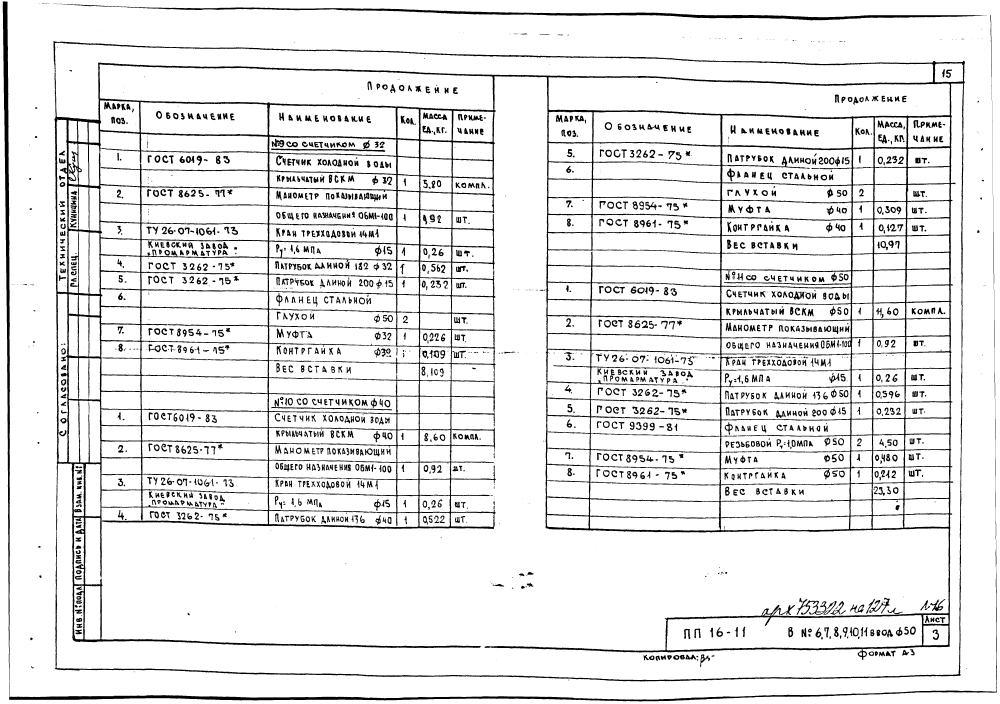 15
Продолжение
Марка, поз. Обозначение Наименование Кол. Масса ед., кг. Примечание
№9 со счетчиком ф 32
1. ГОСТ 6019-83 Счетчик холодной воды
крыльчатый ВСКМ ф32 1 5,80 компл.
2. ГОСТ 8625-77* Манометр показывающий
общего назначения ОБМ1-100 1 0,92 шт.
3. ТУ 26-07-1061-73 Кран трехходовой 14М1
Киевский завод „Промарматура" Ру=1,6 МПа ф15 1 0,26 шт.
4. ГОСТ 3262-75* Патрубок длиной 182 ф32 1 0,562 шт.
5. ГОСТ 3262-75* Патрубок длиной 200 ф15 1 0,232 шт.
6. Фланец стальной
глухой ф50 2 шт.
7. ГОСТ 8954-75* Муфта ф32 1 0,226 шт.
8. ГОСТ 8961-75* Контргайка ф32 1 0,109 шт.
Вес вставки 8,109
№10 со счетчиком ф40
1. ГОСТ 6019-83 Счетчик холодной воды
крыльчатый ВСКМ ф40 1 8,60 компл.
2. ГОСТ 8625-77* Манометр показивающий
общего назначения ОБМ1-100 1 0,92 шт.
3. ТУ 26-07-1061-73 Кран трехходовой 14М1
Киевский завод „Промарматура" Ру=1,6 МПа ф15 1 0,26 шт.
4. ГОСТ 3262-75* Патрубок длиной 136 ф40 1 0,522 шт.
Продолжение
Марка, поз. Обозначение Наименование Кол. Масса, ед., кг. Примечание
5. ГОСТ 3262-75* Патрубок длиной 200 ф15 1 0,232 шт.
6. Фланец стальной
глухой ф50 2 шт.
7. ГОСТ 8954-75* Муфта ф40 1 0,309 шт.
8. ГОСТ 8961-75* Контргайка ф40 1 0,127 шт.
Вес вставки 10,97
№11 со счетчиком ф50
1. ГОСТ 6019-83 Счетчик холодной воды
крыльчатый ВСКМ ф50 1 11,60 компл.
2. ГОСТ 8625-77* Манометр показывающий
общего назначения ОБМ1-100 1 0.92 шт.
3. ТУ 26-07-1061-73 Кран трехходовой 14М1
Киевский завод „Промарматура" Ру=1,6 МПа ф15 1 0,26 шт.
4. ГОСТ 3262-75* Патрубок длиной 136 ф50 1 0,596 шт.
5. ГОСТ 3262-75* Патрубок длиной 200 ф15 1 0,232 шт.
6. ГОСТ 9399-81 Фланец стальной
резьбовой Ру=1,0МПа ф50 2 4,50 шт.
7. ГОСТ 8954-75* Муфта ф50 1 0,480 шт.
8. ГОСТ 8961-75* Контргайка ф50 1 0,212 шт.
Вес вставки 23,30
Технический отдел
Гл. спец. Кунишина
Согласовано:
Взам. инв. №
Подпись и дата
Инв. № подл
арх 753302 на 127 л
ПП 16-11 В № 6,7,8,9,10,11 ввод ф50
Лист
3
Копировал:
Формат А3